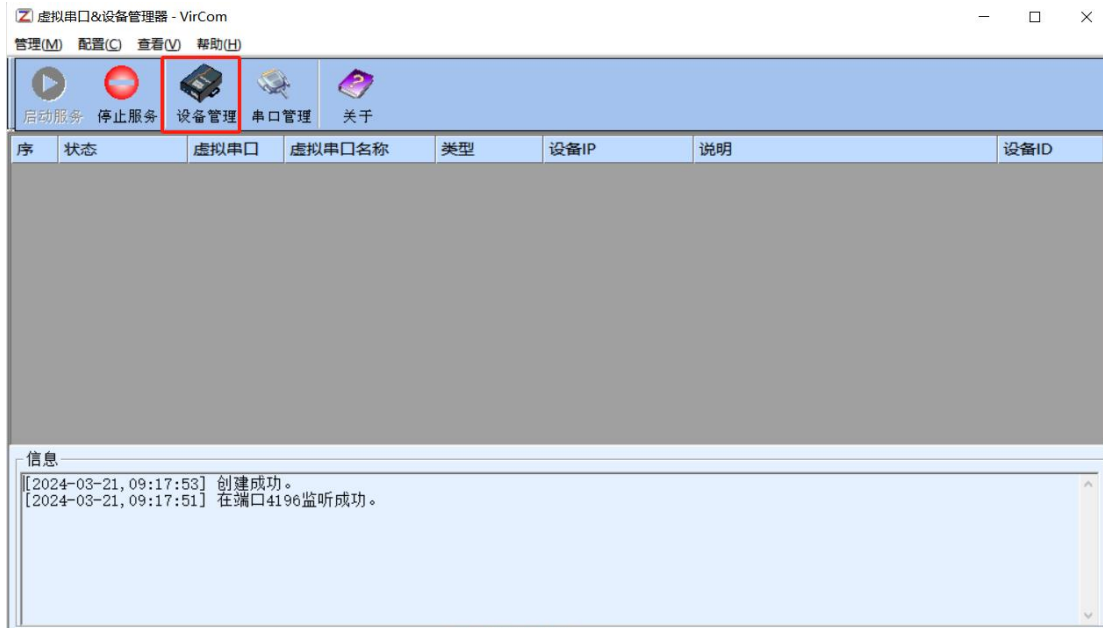 虚拟串口&设备管理器 - VirCom
管理(M) 配置(C) 查看(V) 帮助(H)
启动服务 停止服务 设备管理 串口管理 关于
序 状态 虚拟串口 虚拟串口名称 类型 设备IP 说明 设备ID
信息
[2024-03-21,09:17:53] 创建成功。
[2024-03-21,09:17:51] 在端口4196监听成功。